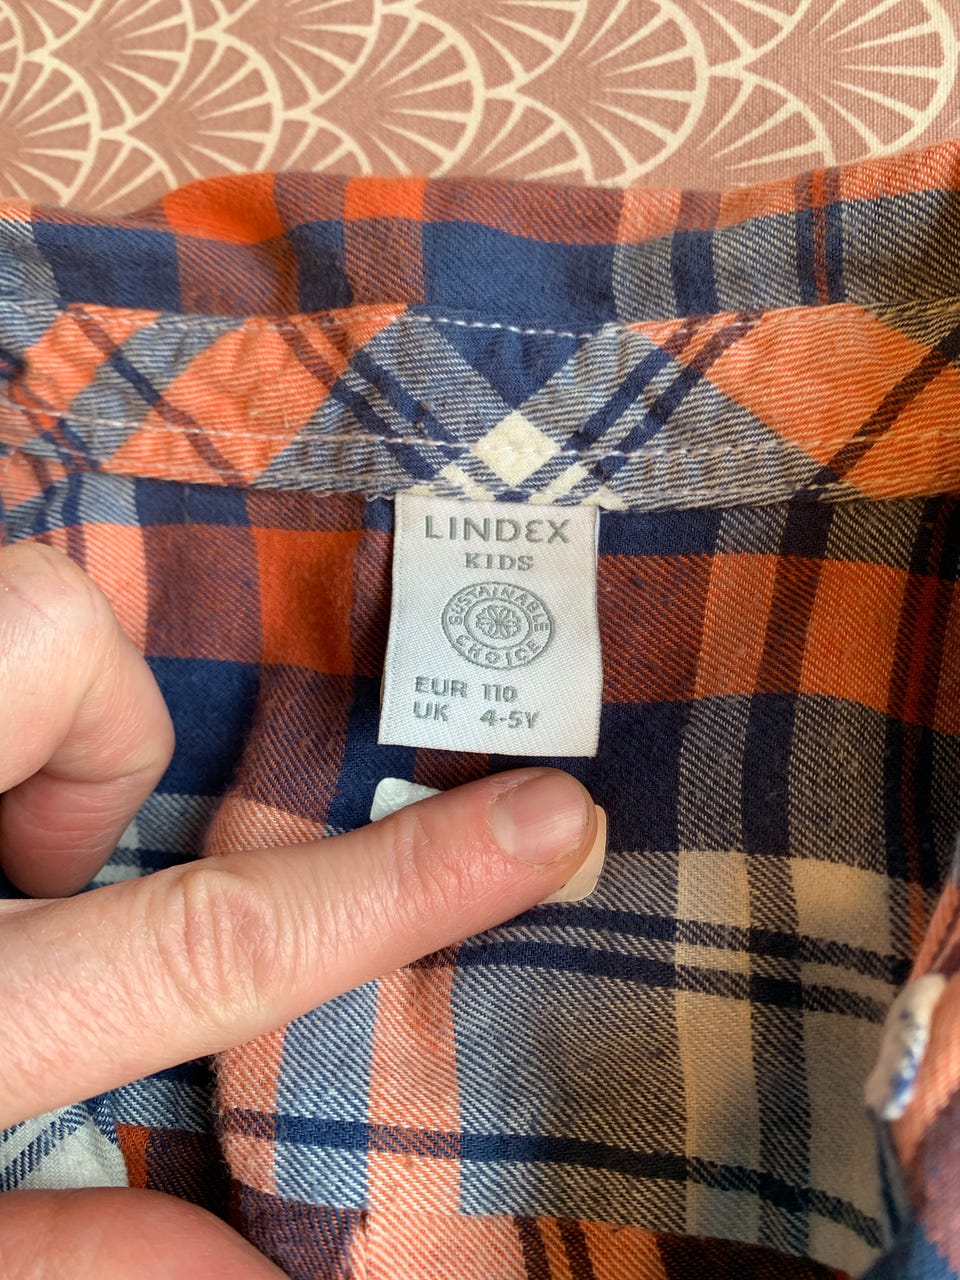 LINDEX
KIDS
SUSTAINABLE
CHOICE
EUR 110
UK 4-5Y